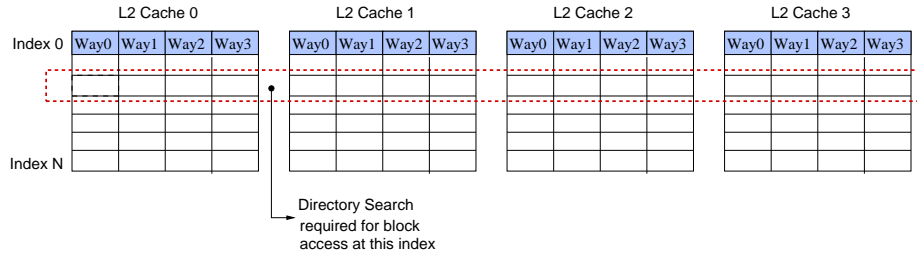 L2 Cache 0 L2 Cache 1 L2 Cache 2 L2 Cache 3
Index 0 Way0 Way1 Way2 Way3 Way0 Way1 Way2 Way3 Way0 Way1 Way2 Way3 Way0 Way1 Way2 Way3
Index N
Directory Search
required for block
access at this index